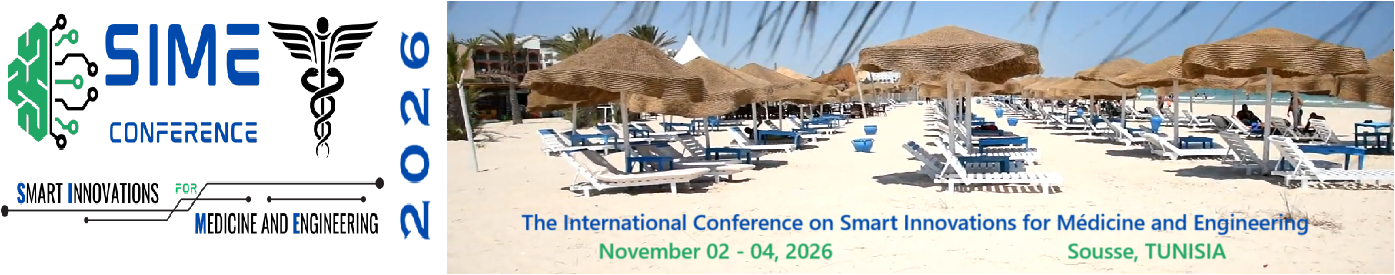 SIME
CONFERENCE
2026
SMART INNOVATIONS FOR
MEDICINE AND ENGINEERING
The International Conference on Smart Innovations for Médicine and Engineering
November 02 - 04, 2026
Sousse, TUNISIA